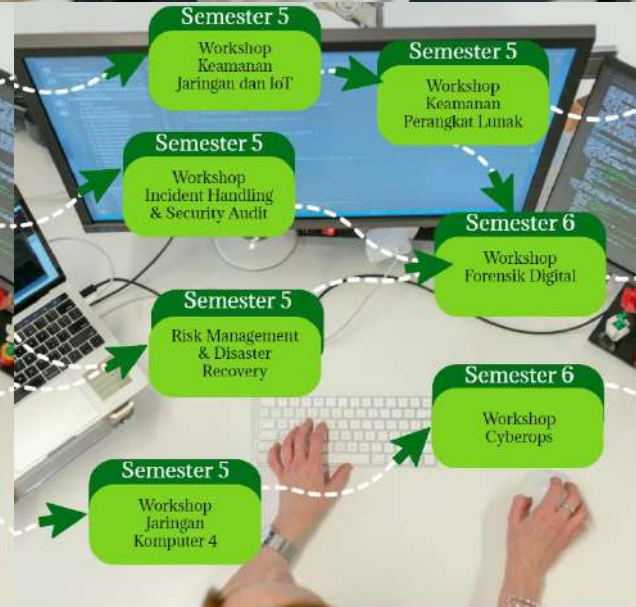 Semester 5
Workshop
Keamanan
Jaringan dan IoT
Semester 5
Workshop
Keamanan
Perangkat Lunak
Semester 5
Workshop
Incident Handling
& Security Audit
Semester 6
Workshop
Forensik Digital
Semester 5
Risk Management
& Disaster
Recovery
Semester 6
Workshop
Cyberops
Semester 5
Workshop
Jaringan
Komputer 4